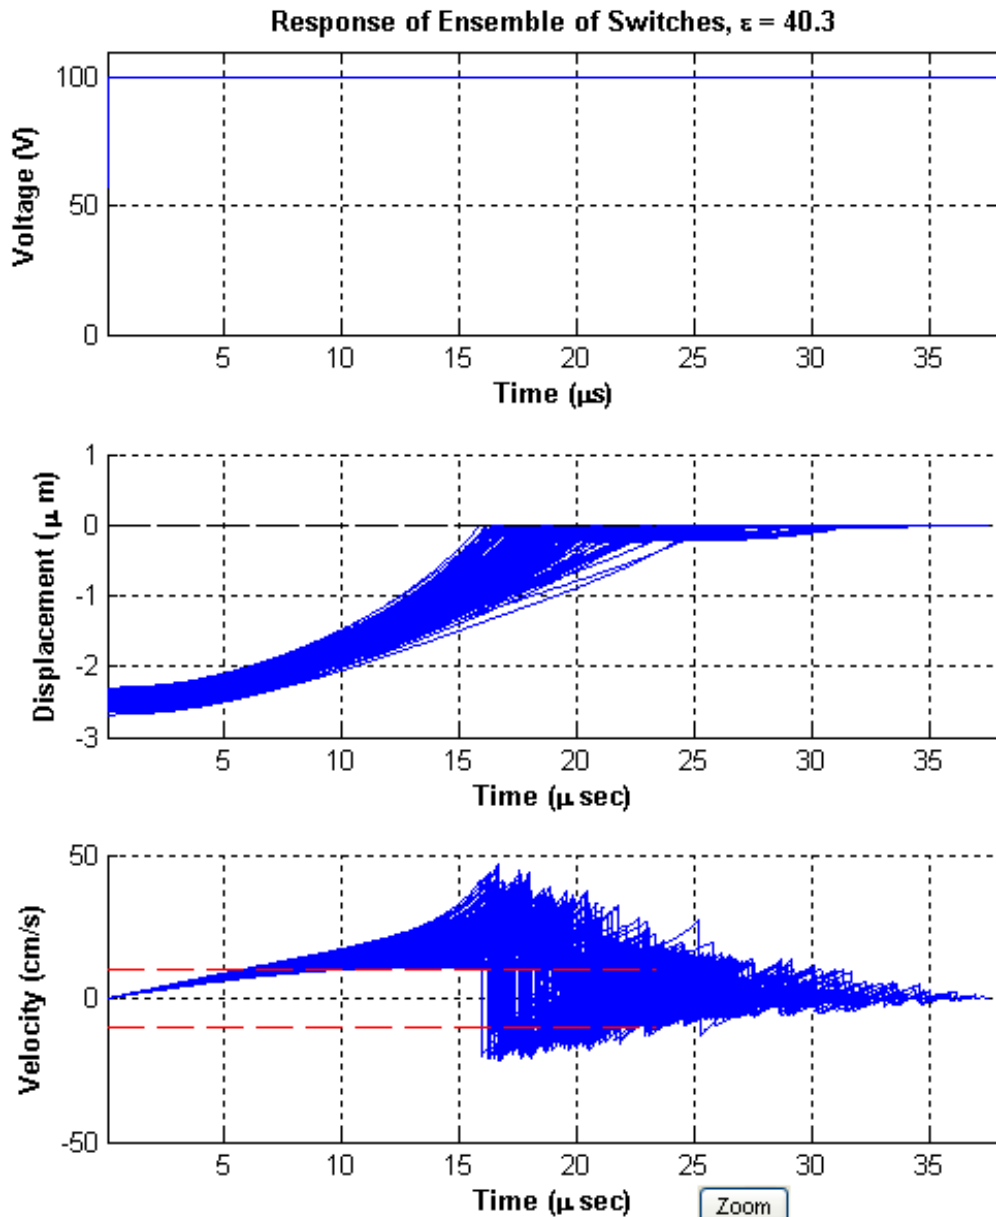 Response of Ensemble of Switches, ε = 40.3
Voltage (V)
100
50
0
5 10 15 20 25 30 35
Time (μs)
Displacement (μ m)
1
0
-1
-2
-3
5 10 15 20 25 30 35
Time (μ sec)
Velocity (cm/s)
50
0
-50
5 10 15 20 25 30 35
Time (μ sec)
Zoom